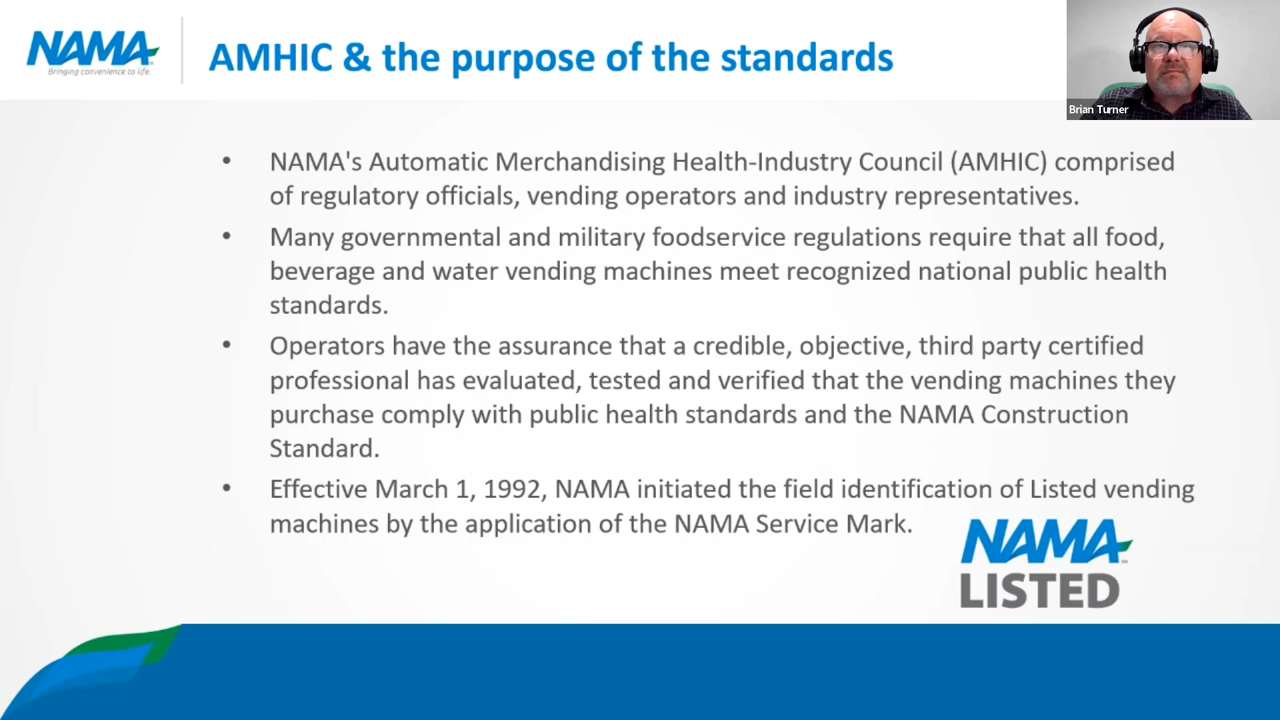 NAMA
Bringing convenience to life.
AMHIC & the purpose of the standards
Brian Turner
• NAMA's Automatic Merchandising Health-Industry Council (AMHIC) comprised
of regulatory officials, vending operators and industry representatives.
• Many governmental and military foodservice regulations require that all food,
beverage and water vending machines meet recognized national public health
standards.
• Operators have the assurance that a credible, objective, third party certified
professional has evaluated, tested and verified that the vending machines they
purchase comply with public health standards and the NAMA Construction
Standard.
• Effective March 1, 1992, NAMA initiated the field identification of Listed vending
machines by the application of the NAMA Service Mark.
NAMA
LISTED